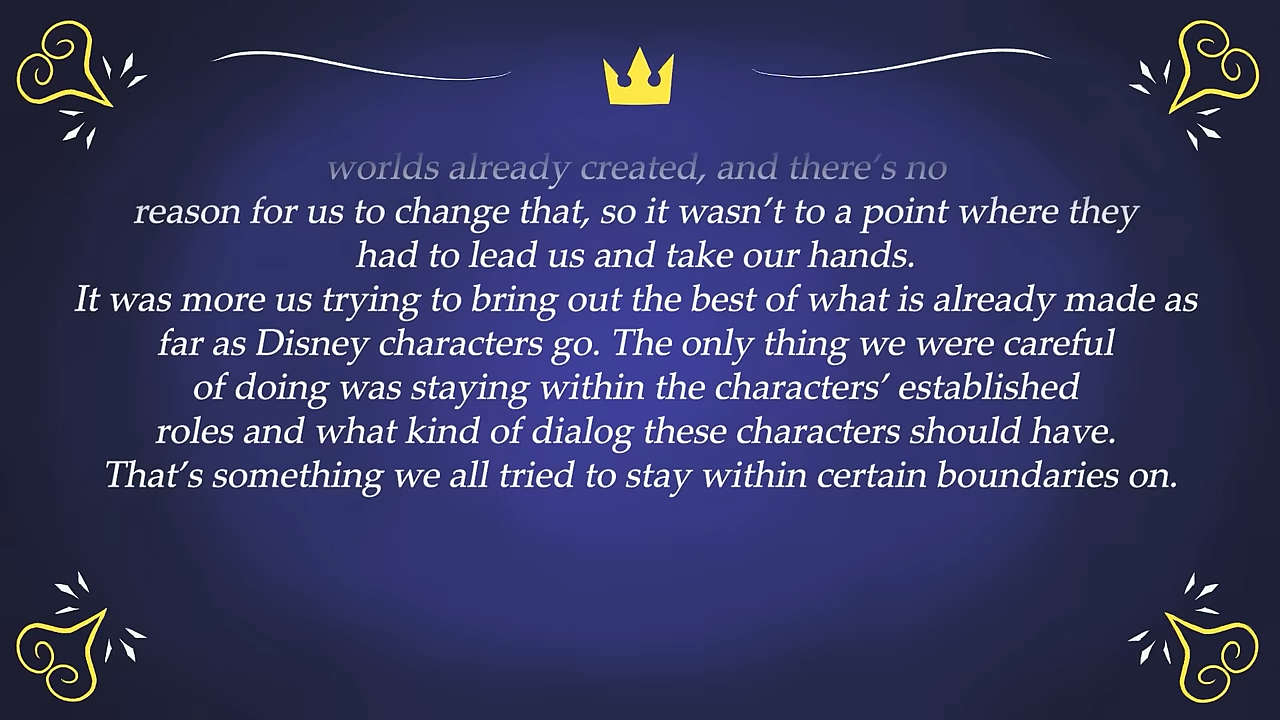 worlds already created, and there’s no
reason for us to change that, so it wasn’t to a point where they
had to lead us and take our hands.
It was more us trying to bring out the best of what is already made as
far as Disney characters go. The only thing we were careful
of doing was staying within the characters’ established
roles and what kind of dialog these characters should have.
That’s something we all tried to stay within certain boundaries on.